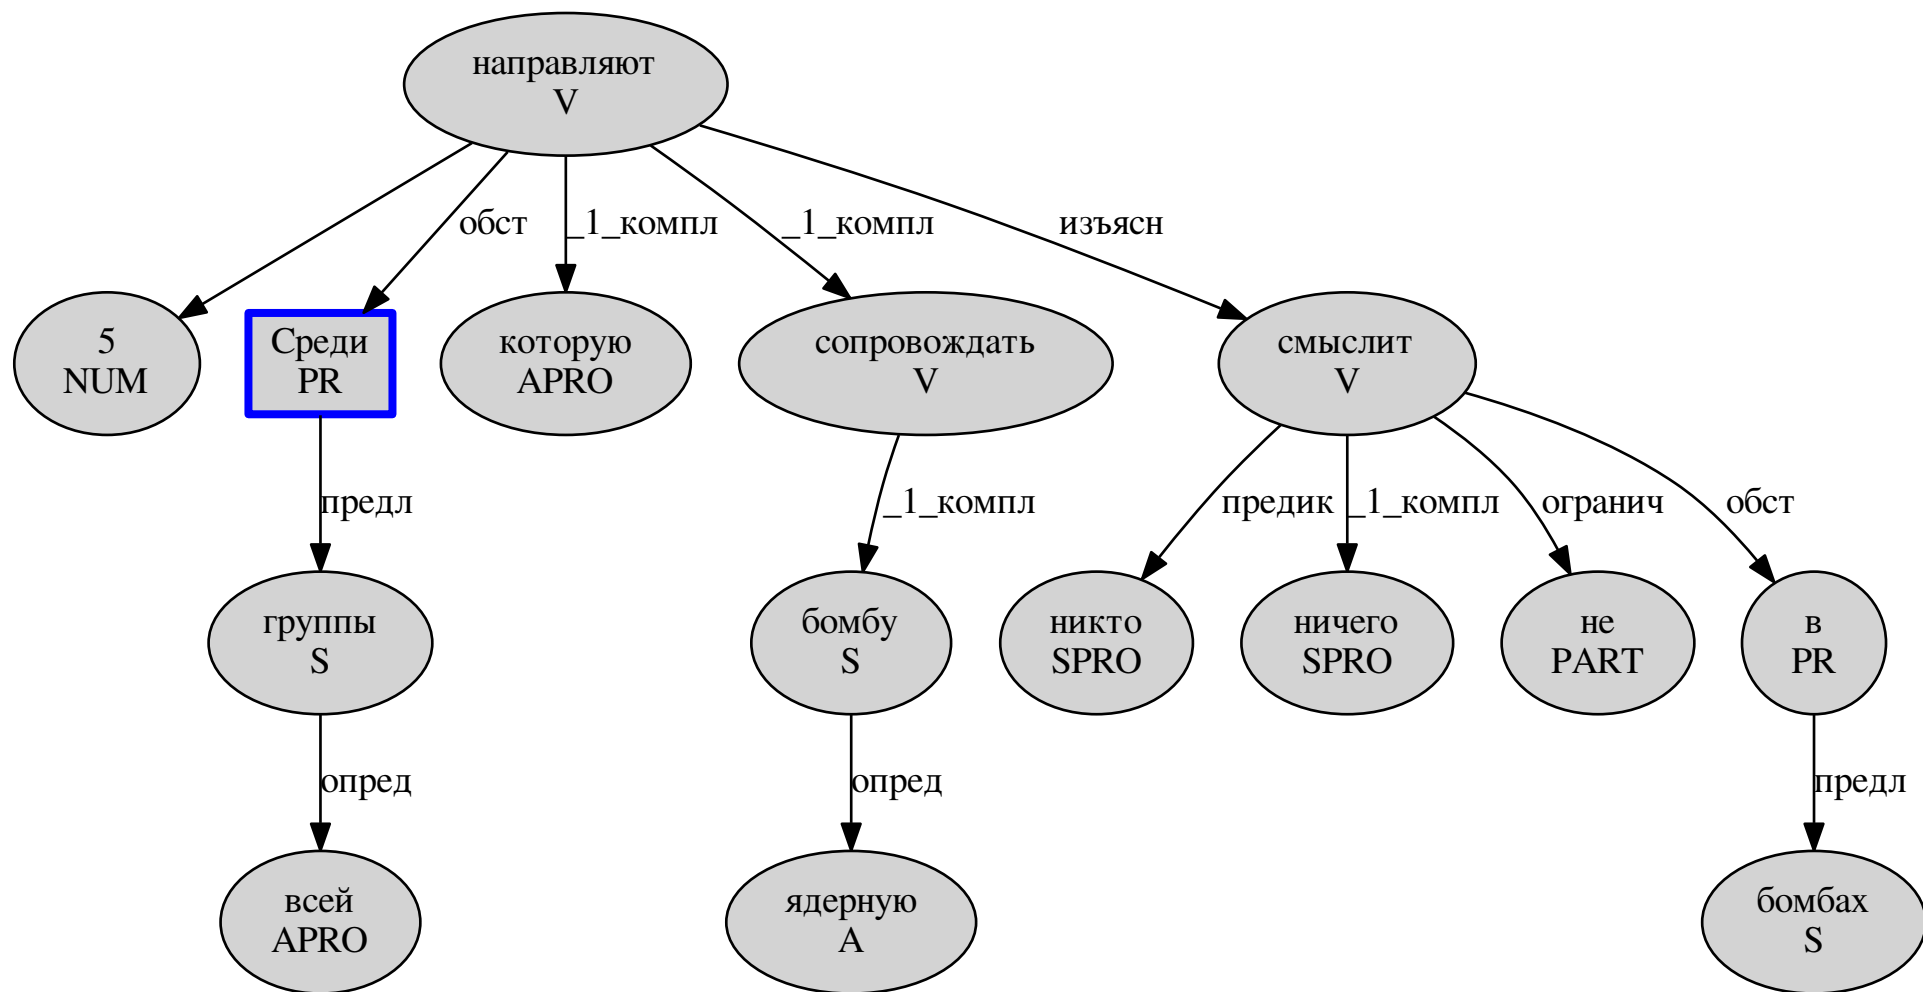 направляют
V
обст
_1_компл
_1_компл
изъясн
5
NUM
Среди
PR
которую
APRO
сопровождать
V
смыслит
V
предл
_1_компл
предик
_1_компл
огранич
обст
группы
S
бомбу
S
никто
SPRO
ничего
SPRO
не
PART
в
PR
опред
опред
предл
всей
APRO
ядерную
A
бомбах
S